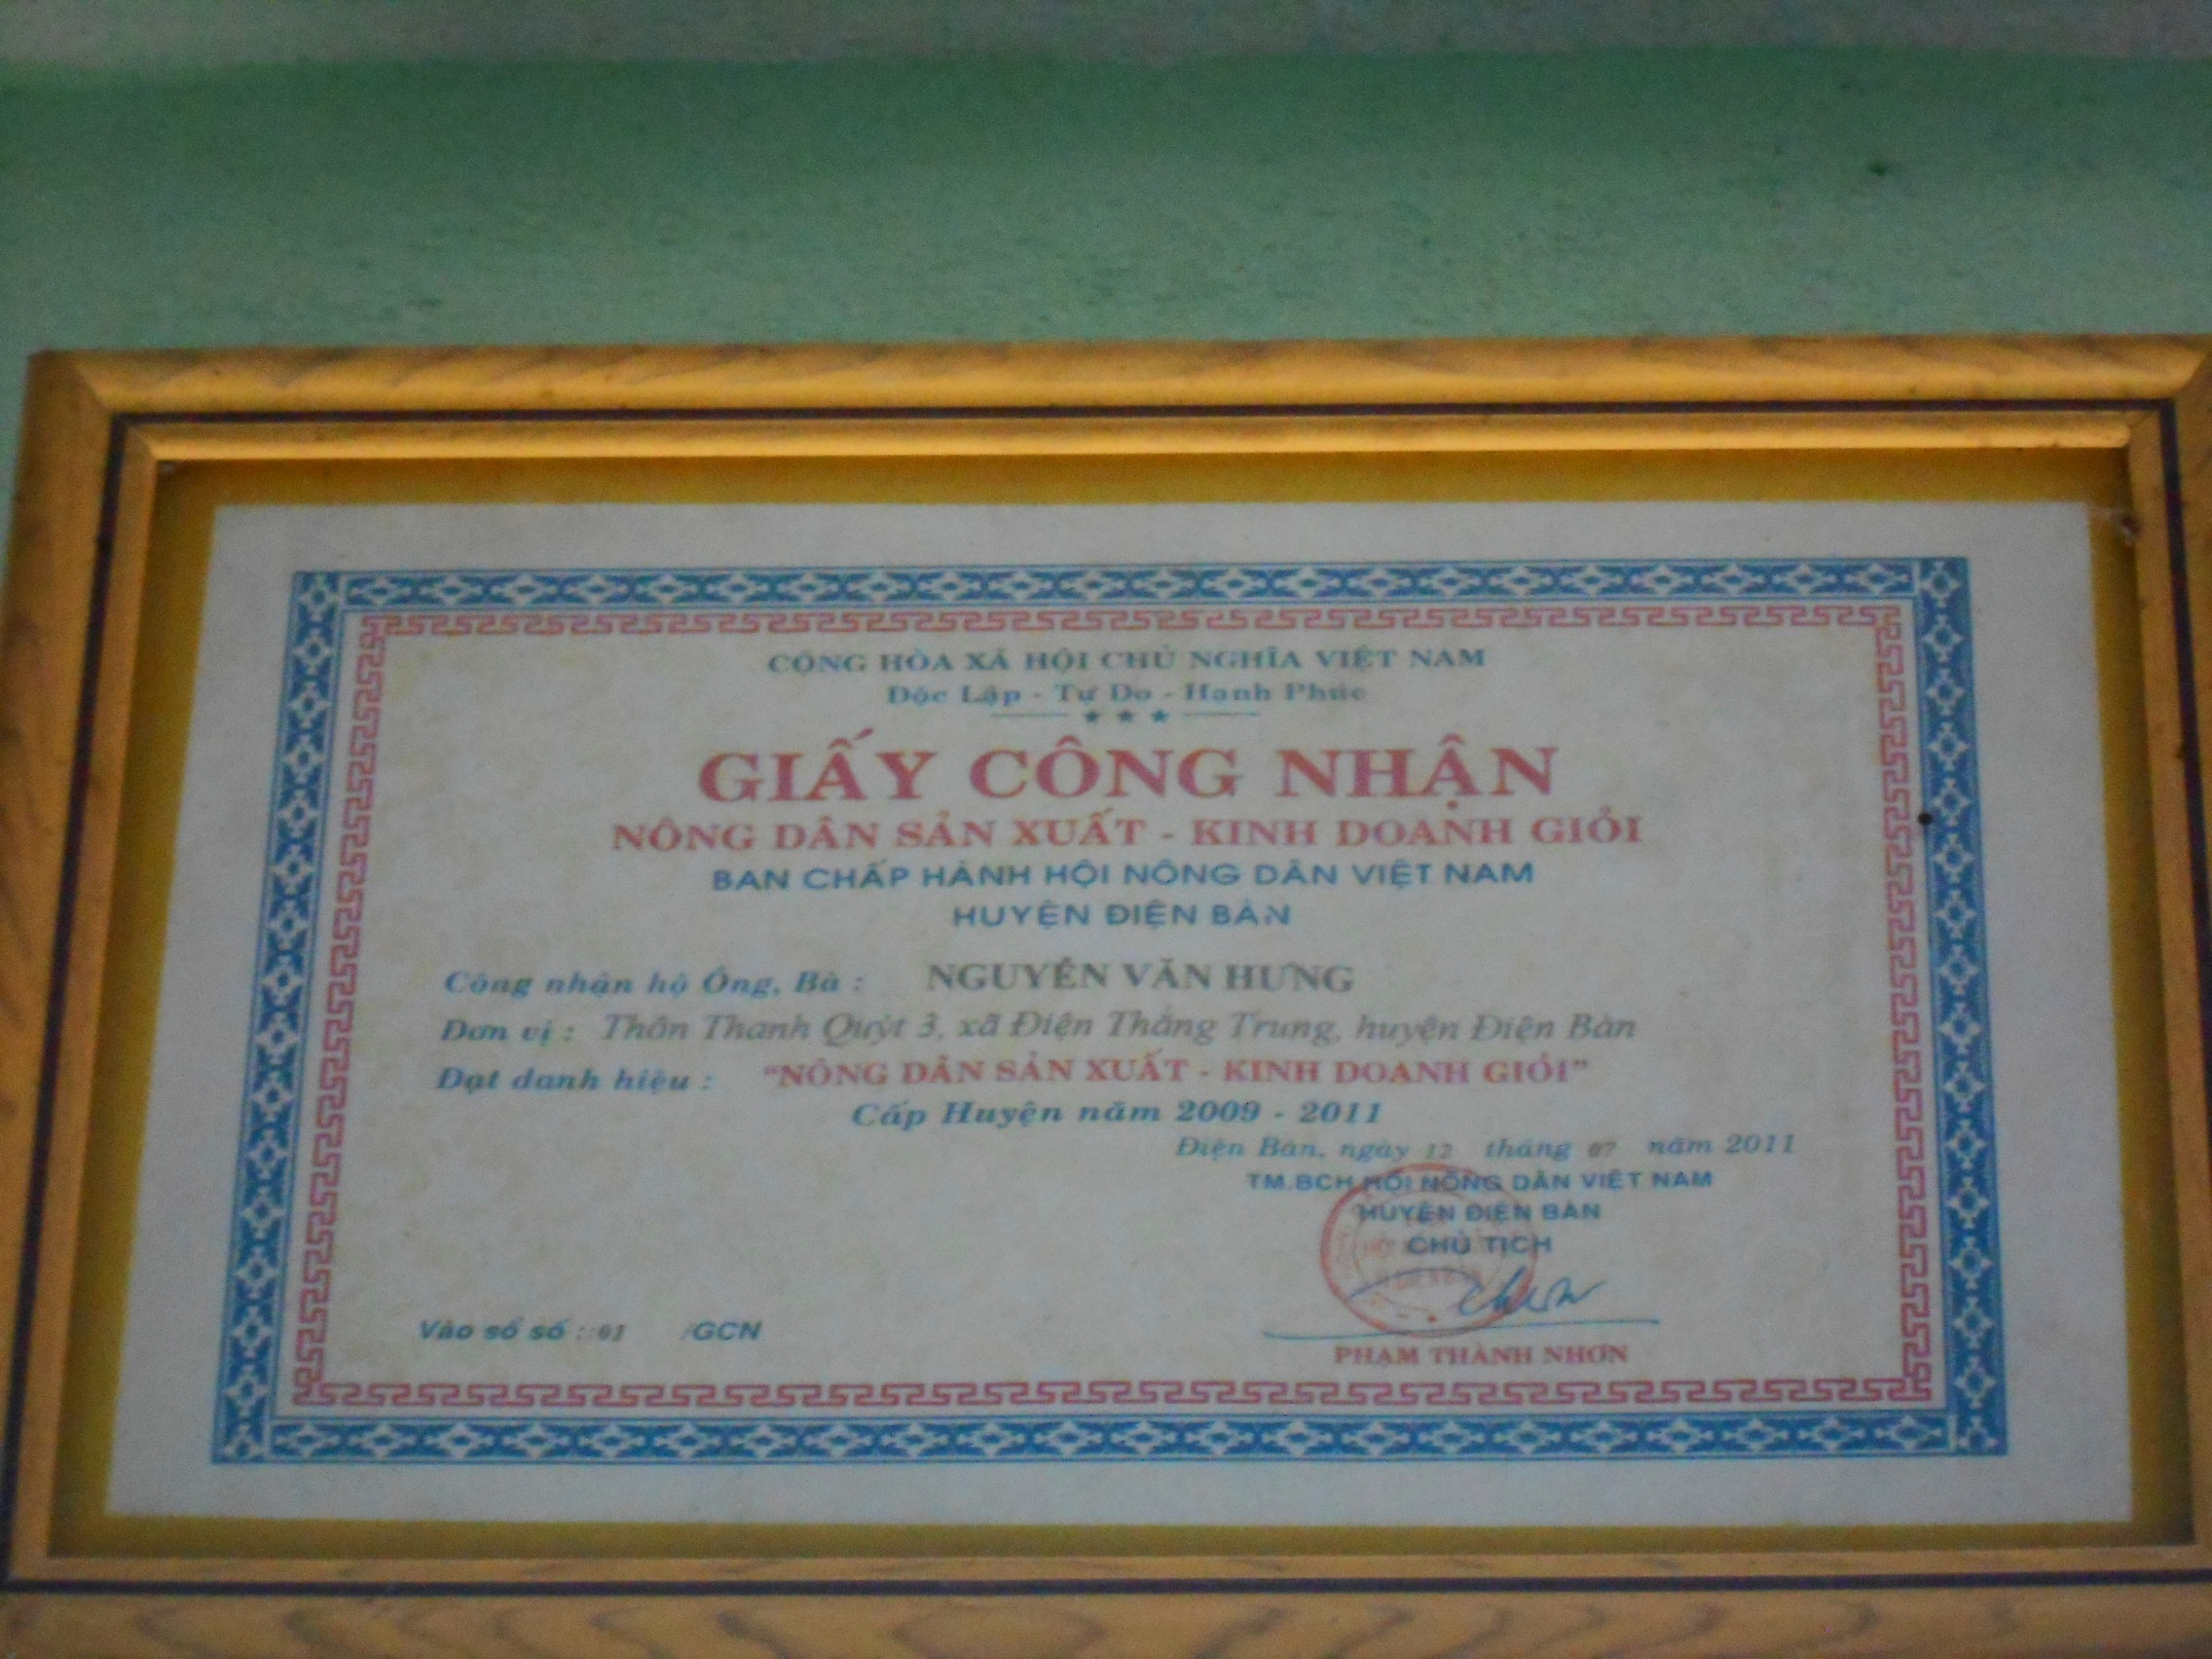 CỘNG HÒA XÃ HỘI CHỦ NGHĨA VIỆT NAM
Độc Lập - Tự Do - Hạnh Phúc
GIẤY CÔNG NHẬN
NÔNG DÂN SẢN XUẤT - KINH DOANH GIỎI
BAN CHẤP HÀNH HỘI NÔNG DÂN VIỆT NAM
HUYỆN ĐIỆN BÀN
Công nhận hộ Ông, Bà : NGUYỄN VĂN HƯNG
Đơn vị : Thôn Thanh Quýt 3, xã Điện Thắng Trung, huyện Điện Bàn
Đạt danh hiệu : “NÔNG DÂN SẢN XUẤT - KINH DOANH GIỎI”
Cấp Huyện năm 2009 - 2011
Điện Bàn, ngày 12 tháng 07 năm 2011
TM.BCH HỘI NÔNG DÂN VIỆT NAM
HUYỆN ĐIỆN BÀN
CHỦ TỊCH
Vào sổ số : 01 /GCN
PHẠM THÀNH NHƠN